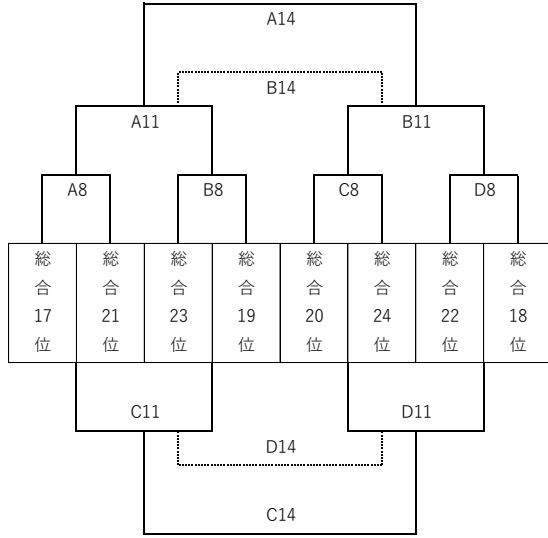 A14
B14
A11 B11
A8 B8 C8 D8
総合17位 総合21位 総合23位 総合19位 総合20位 総合24位 総合22位 総合18位
C11 D11
D14
C14